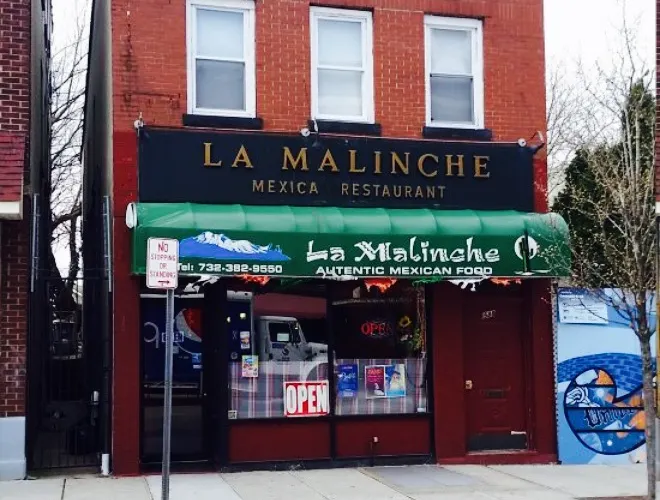 LA MALINCHE
MEXICA RESTAURANT
La Malinche
Tel: 732-382-9550
AUTENTIC MEXICAN FOOD
NO
STOPPING
OR
STANDING
OPEN
OPEN